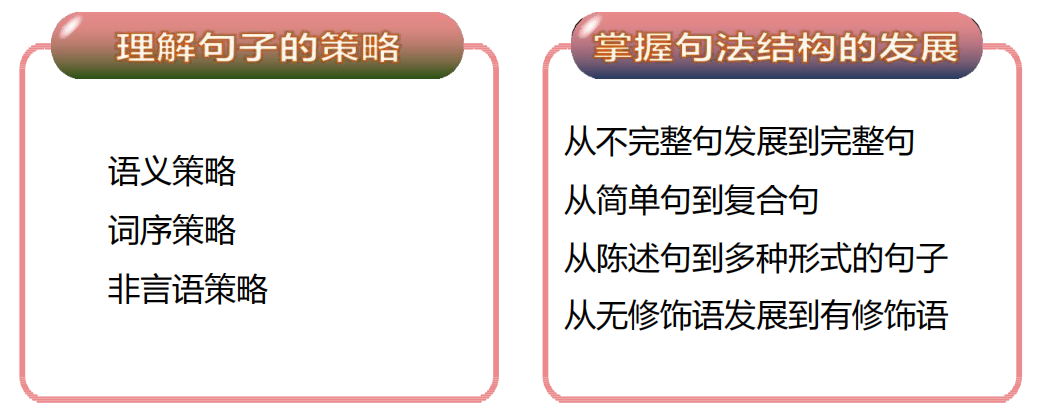 理解句子的策略
语义策略
词序策略
非言语策略
掌握句法结构的发展
从不完整句发展到完整句
从简单句到复合句
从陈述句到多种形式的句子
从无修饰语发展到有修饰语